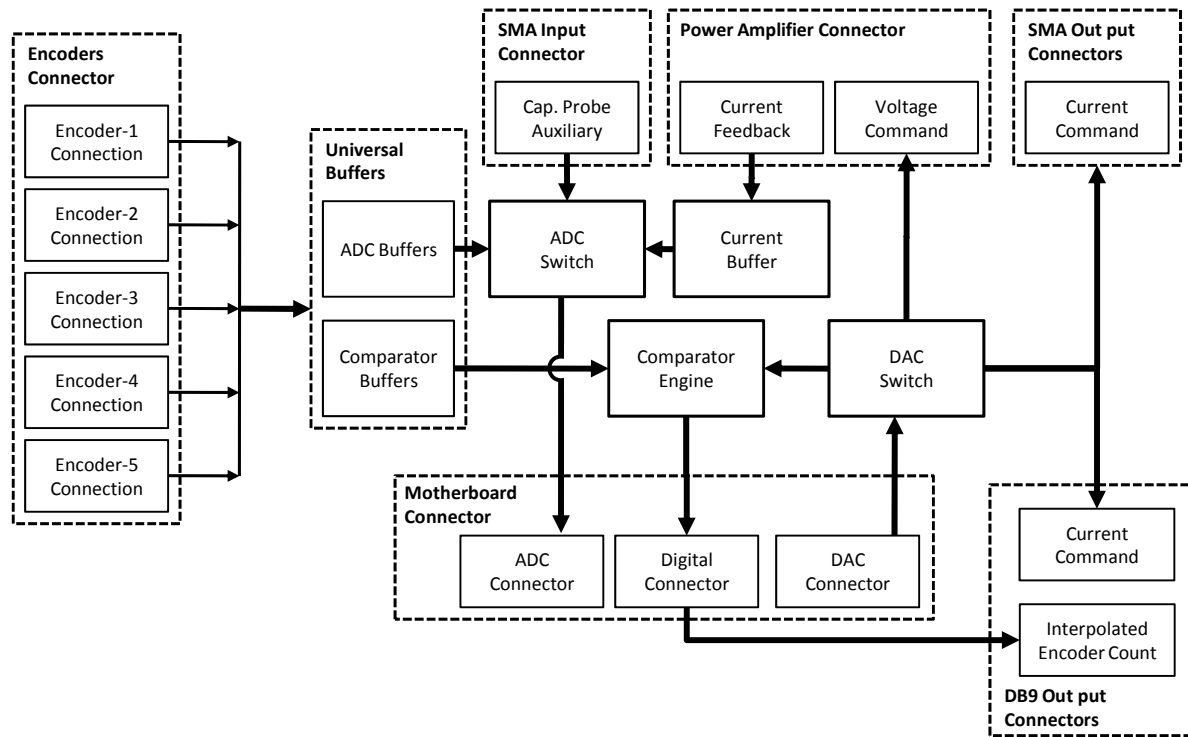 Encoders
Connector
Encoder-1
Connection
Encoder-2
Connection
Encoder-3
Connection
Encoder-4
Connection
Encoder-5
Connection
Universal
Buffers
ADC Buffers
Comparator
Buffers
SMA Input
Connector
Cap. Probe
Auxiliary
Power Amplifier Connector
Current
Feedback
Voltage
Command
SMA Out put
Connectors
Current
Command
ADC
Switch
Current
Buffer
Comparator
Engine
DAC
Switch
Motherboard
Connector
ADC
Connector
Digital
Connector
DAC
Connector
Current
Command
Interpolated
Encoder Count
DB9 Out put
Connectors